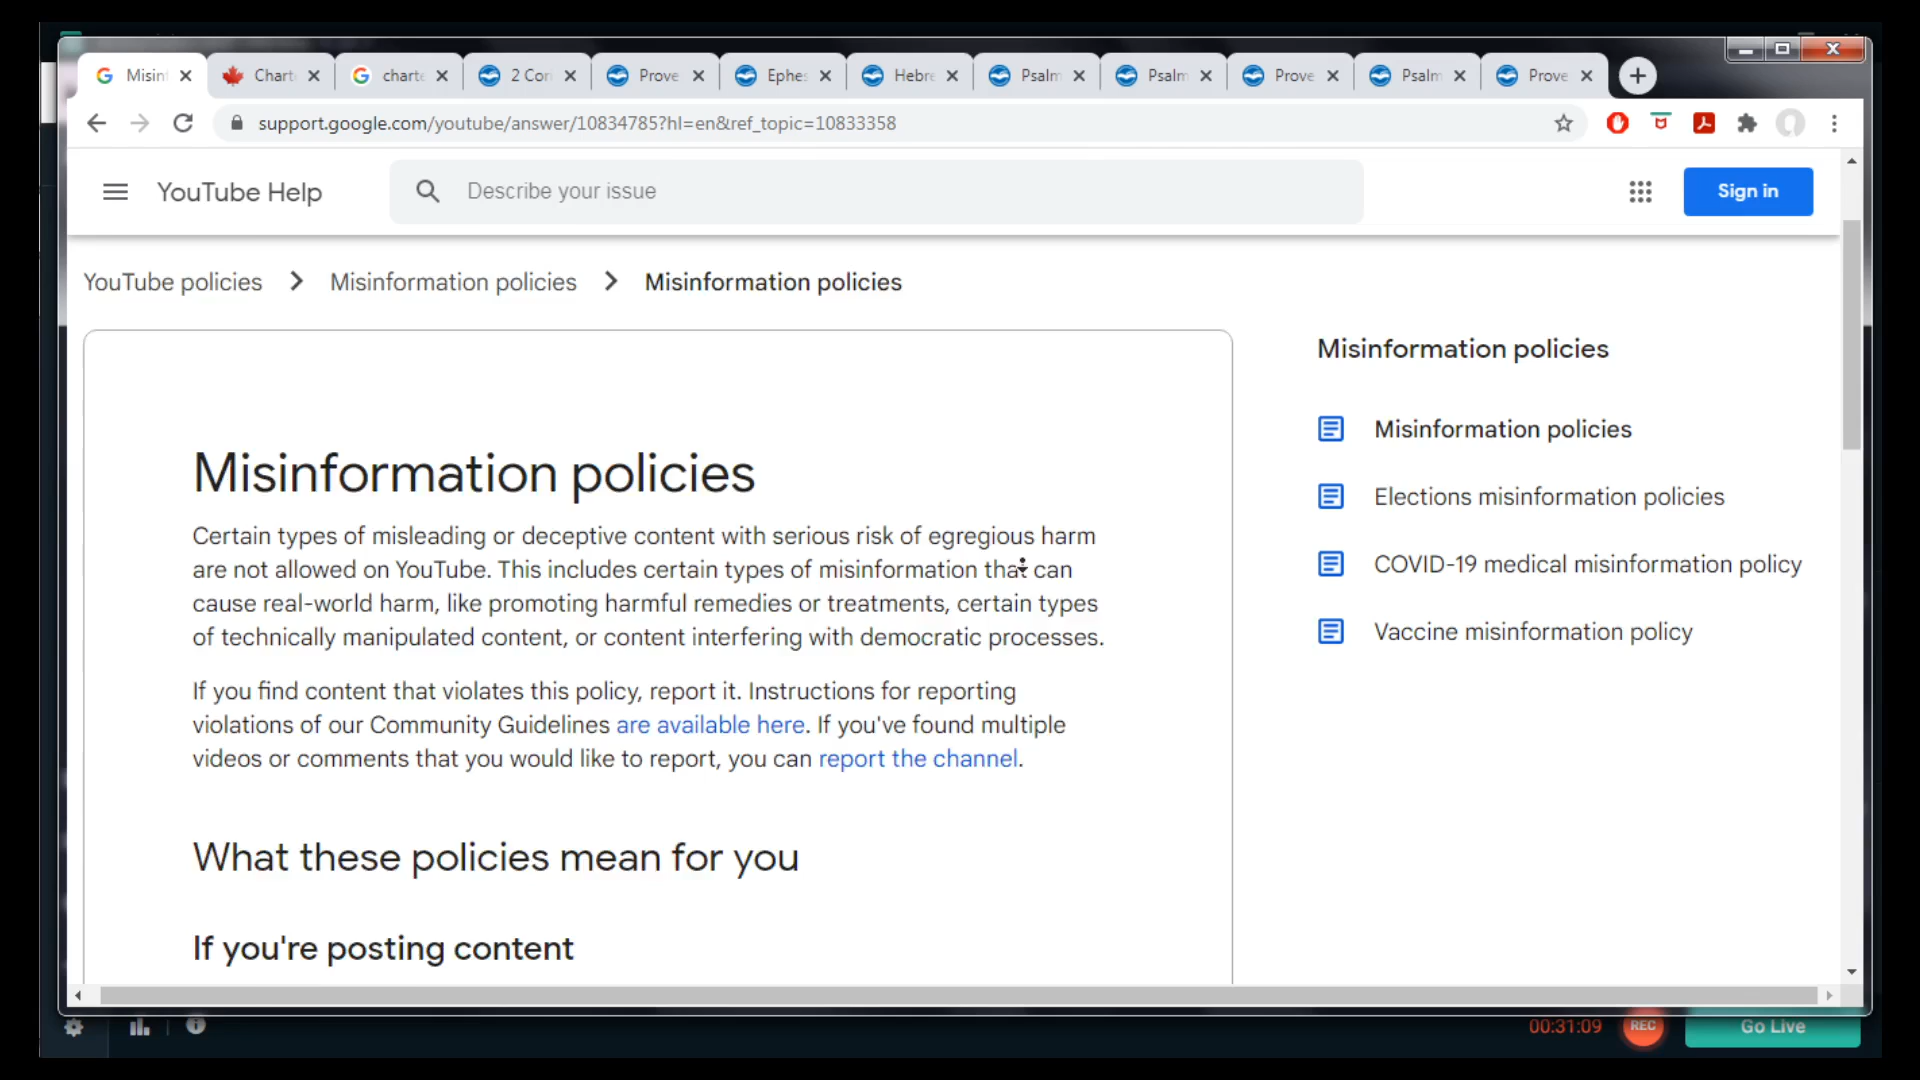 Misin
Chart
charte
2 Cor
Prove
Ephes
Hebre
Psalm
Psalm
Prove
Psalm
Prove
support.google.com/youtube/answer/10834785?hl=en&ref_topic=10833358
YouTube Help
Describe your issue
Sign in
YouTube policies > Misinformation policies > Misinformation policies
Misinformation policies
Certain types of misleading or deceptive content with serious risk of egregious harm
are not allowed on YouTube. This includes certain types of misinformation that can
cause real-world harm, like promoting harmful remedies or treatments, certain types
of technically manipulated content, or content interfering with democratic processes.
If you find content that violates this policy, report it. Instructions for reporting
violations of our Community Guidelines are available here. If you've found multiple
videos or comments that you would like to report, you can report the channel.
What these policies mean for you
If you're posting content
Misinformation policies
Misinformation policies
Elections misinformation policies
COVID-19 medical misinformation policy
Vaccine misinformation policy
00:31:09
REC
Go Live